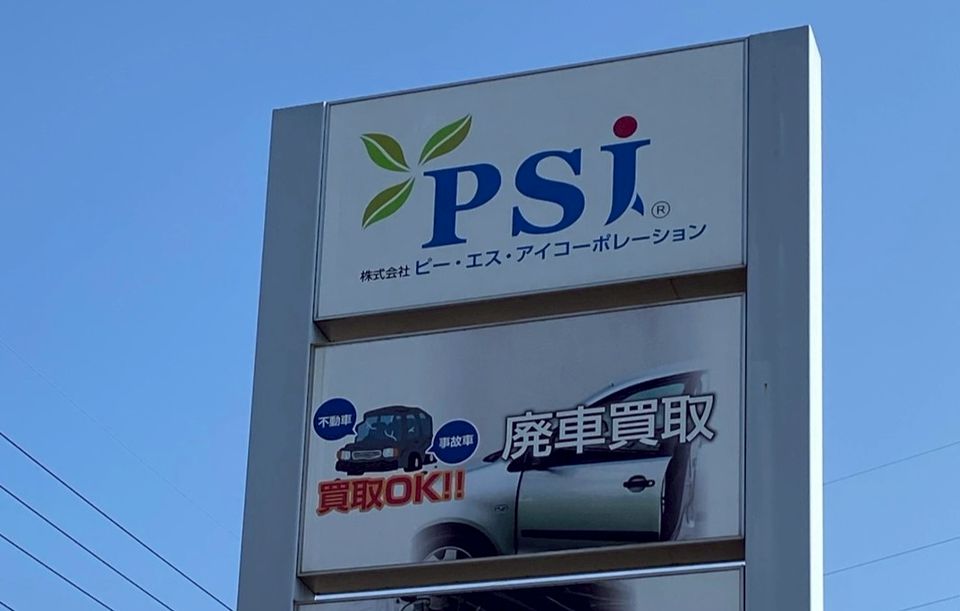 PSi
®
株式会社 ピー・エス・アイコーポレーション
不動車
事故車
廃車買取
買取OK!!